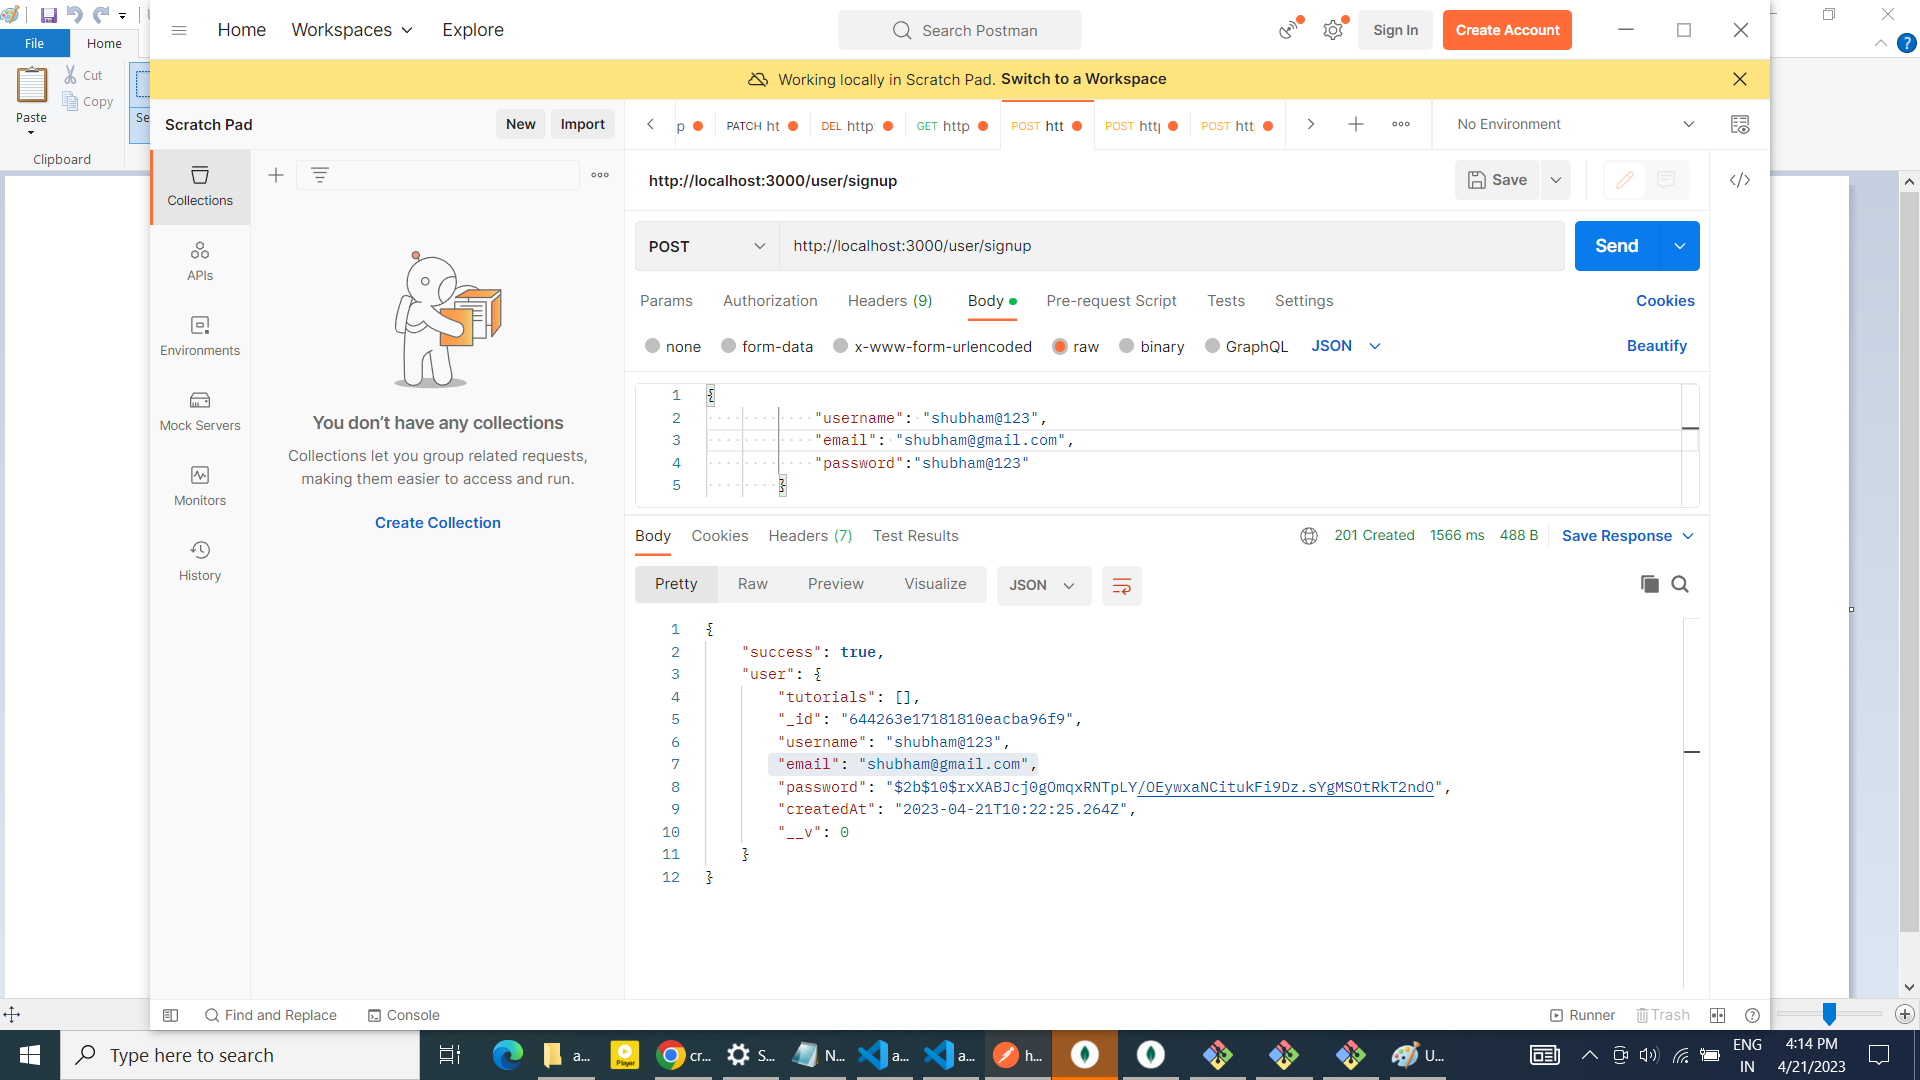 File
Home
Cut
Copy
Paste
Clipboard
Home
Workspaces
Explore
Search Postman
Sign In
Create Account
Working locally in Scratch Pad. Switch to a Workspace
Scratch Pad
New
Import
p
PATCH ht
DEL http
GET http
POST htt
POST http
POST htt
No Environment
Collections
APIs
Environments
Mock Servers
Monitors
History
You don't have any collections
Collections let you group related requests,
making them easier to access and run.
Create Collection
http://localhost:3000/user/signup
Save
POST
http://localhost:3000/user/signup
Send
Params
Authorization
Headers (9)
Body
Pre-request Script
Tests
Settings
Cookies
none
form-data
x-www-form-urlencoded
raw
binary
GraphQL
JSON
Beautify
1 {
2 "username": "shubham@123",
3 "email": "shubham@gmail.com",
4 "password":"shubham@123"
5 }
Body
Cookies
Headers (7)
Test Results
201 Created
1566 ms
488 B
Save Response
Pretty
Raw
Preview
Visualize
JSON
1 {
2 "success": true,
3 "user": {
4 "tutorials": [],
5 "_id": "644263e17181810eacba96f9",
6 "username": "shubham@123",
7 "email": "shubham@gmail.com",
8 "password": "$2b$10$rxXABJcj0gOmqxRNTpLY/OEywxaNCitukFi9Dz.sYgMSOtRkT2ndO",
9 "createdAt": "2023-04-21T10:22:25.264Z",
10 "__v": 0
11 }
12 }
Find and Replace
Console
Runner
Trash
Type here to search
a...
Player
cr...
S...
N...
a...
a...
h...
U...
ENG
IN
4:14 PM
4/21/2023